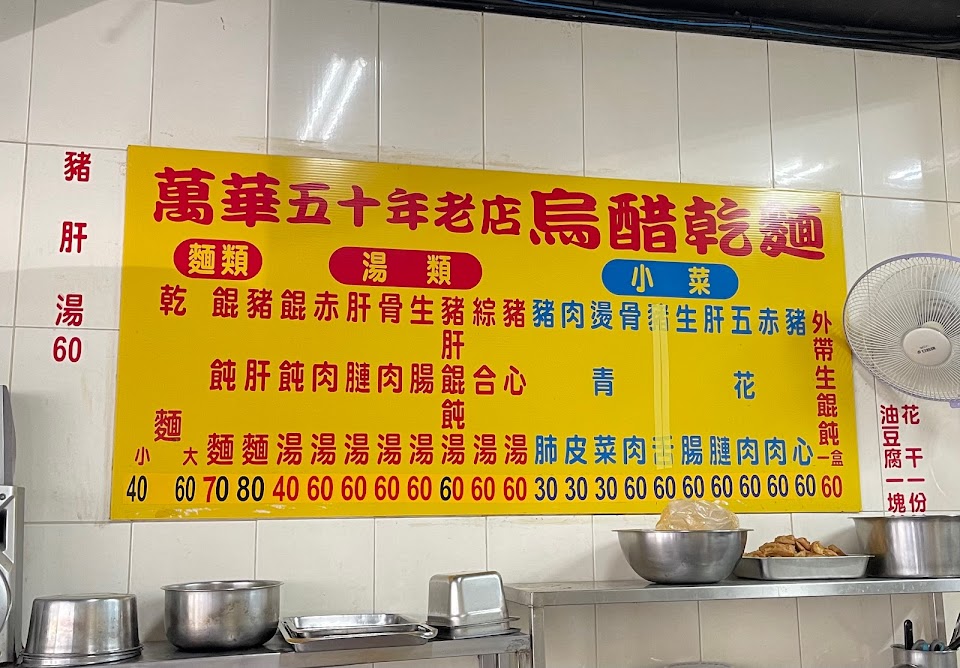 豬肝湯 60
萬華五十年老店烏醋乾麵
麵類
乾麵 小 40 大 60
餛飩麵 70
豬肝麵 80
湯類
餛飩湯 40
赤肉湯 60
肝膁湯 60
骨肉湯 60
生腸湯 60
豬肝餛飩湯 60
綜合湯 60
豬心湯 60
小菜
豬肺 30
肉皮 30
燙青菜 30
骨肉 60
豬舌 60
生腸 60
肝膁 60
五花肉 60
赤肉 60
豬心 60
外帶生餛飩一盒 60
花干一份
油豆腐一塊